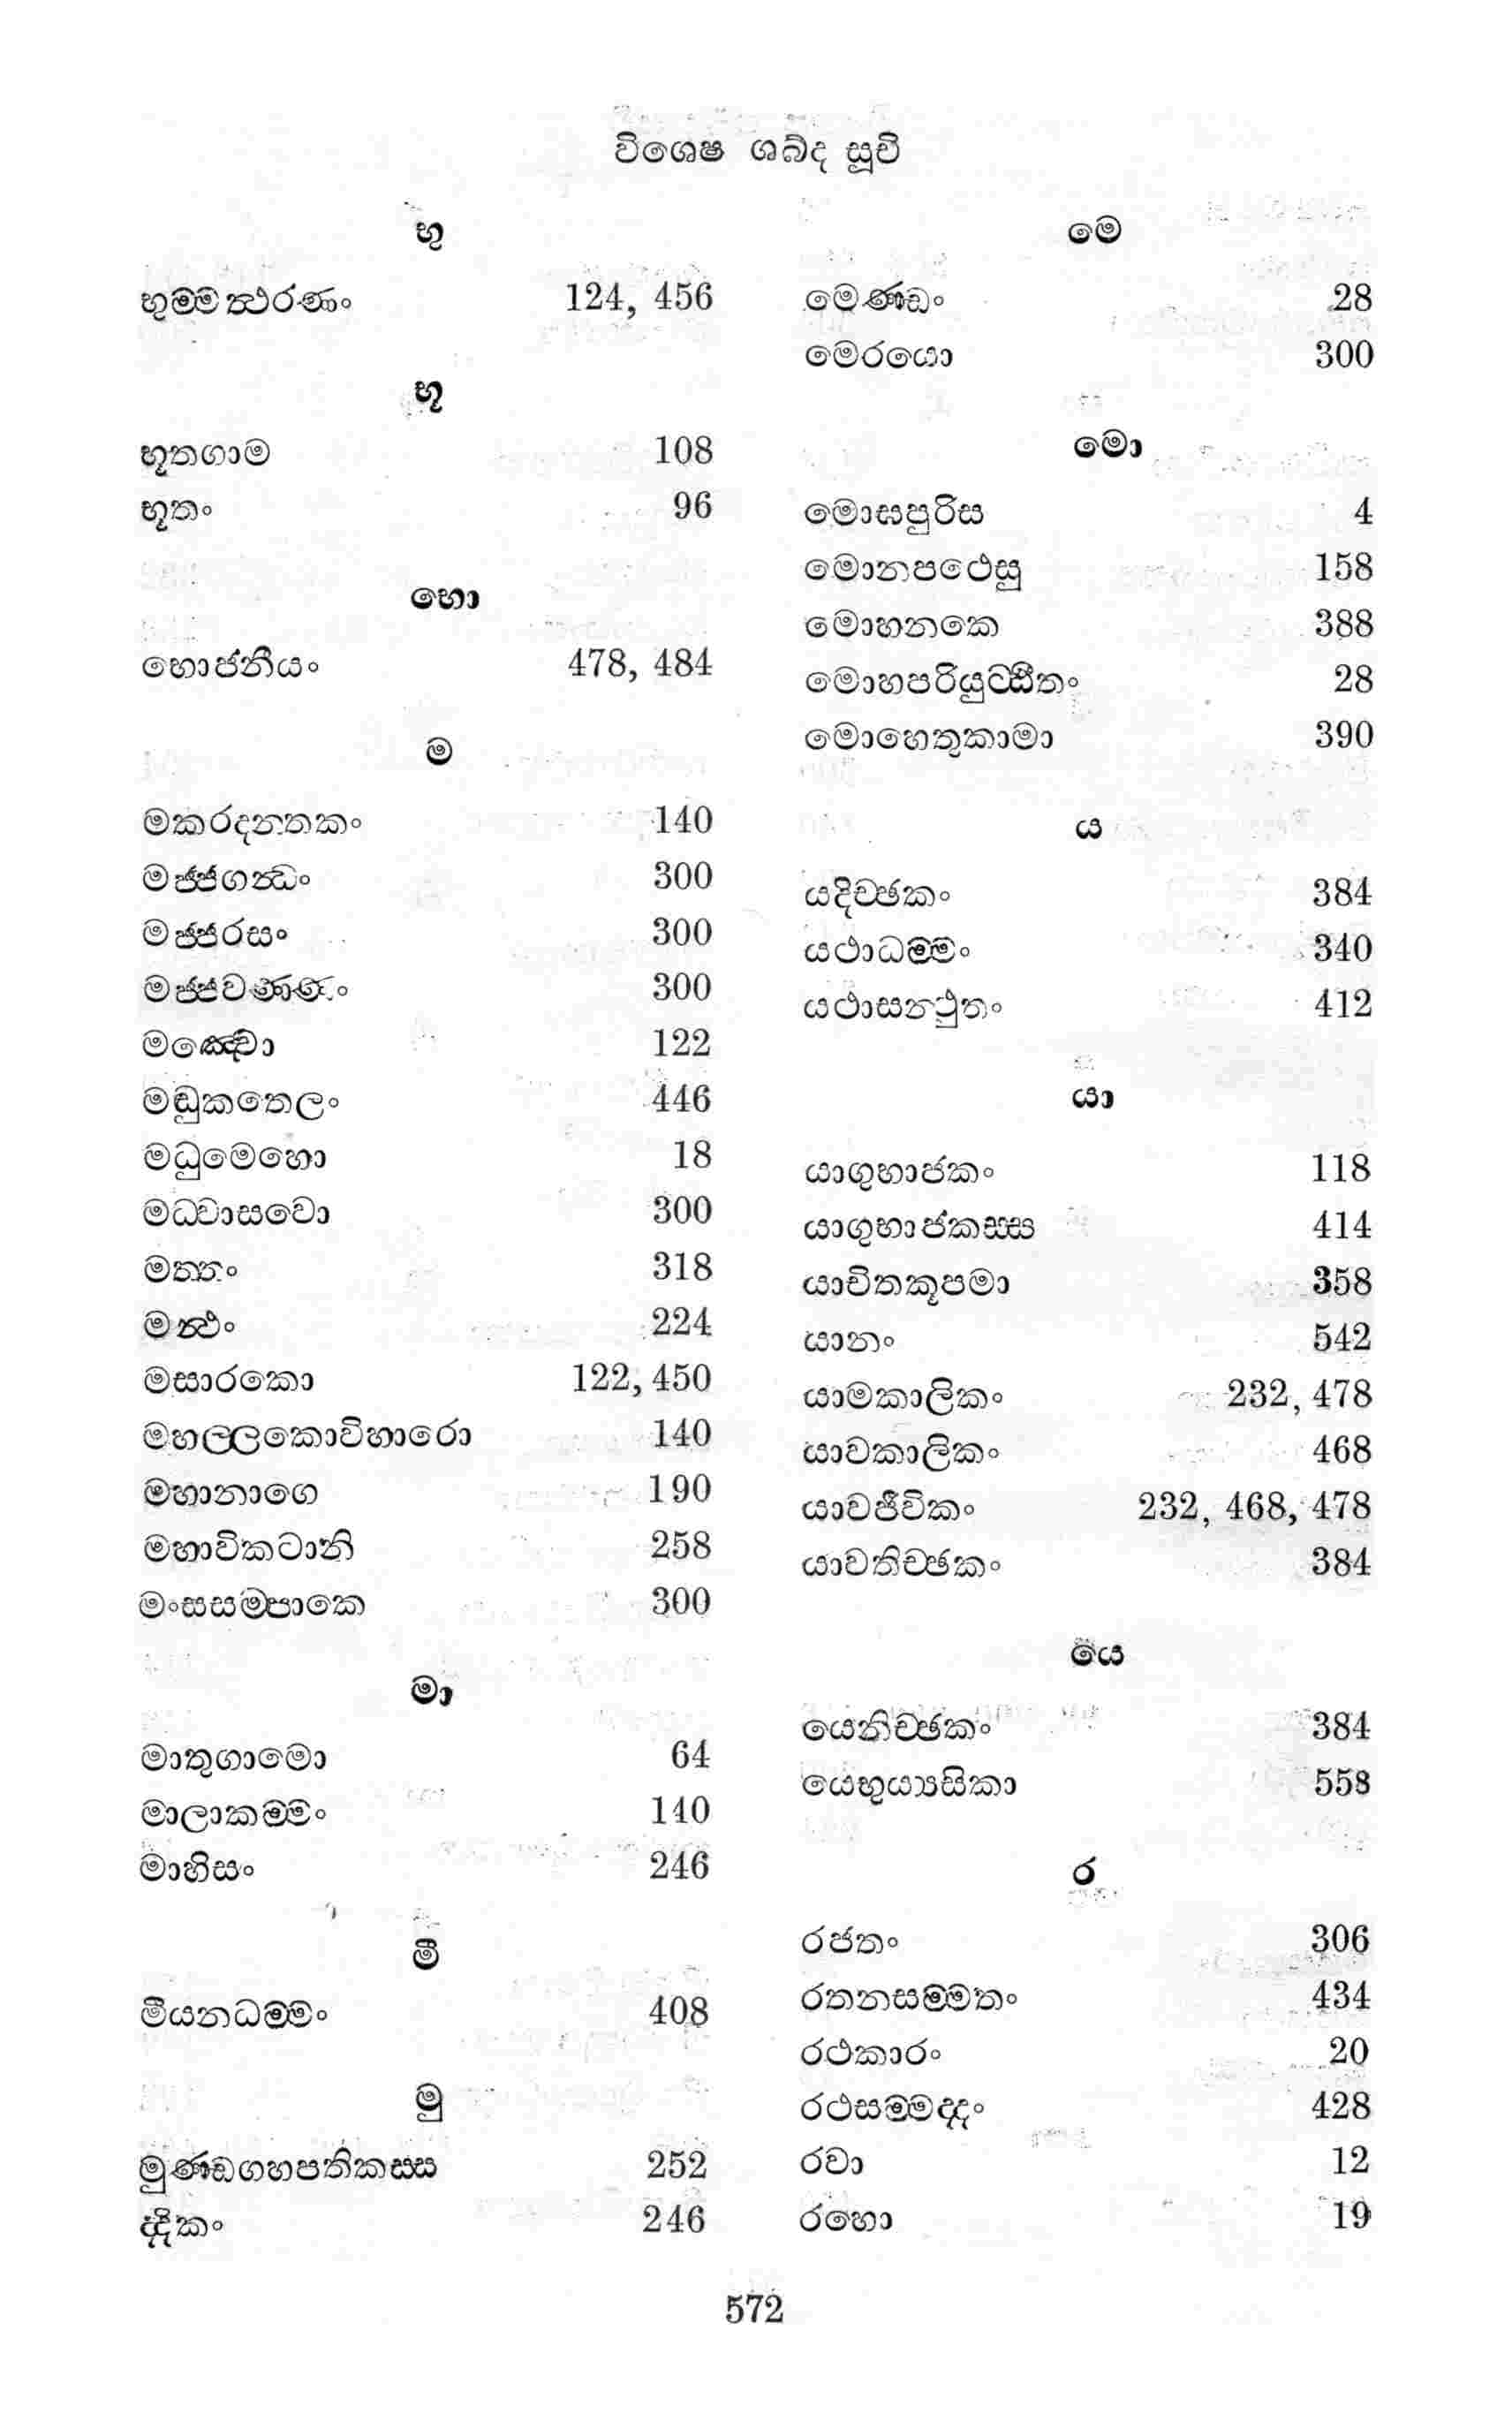 විශෙෂ ශබ්ද සූචි
භු
භුම්මත්ථරණං 124, 456
භූ
භූතගාම 108
භූතං 96
භො
භොජනීයං 478, 484
ම
මකරදන්තකං 140
මජ්ජගන්ධං 300
මජ්ජරසං 300
මජ්ජවණ්ණං 300
මඤ්චො 122
මඩුකතෙලං 446
මධුමෙහො 18
මධ්වාසවො 300
මත්තං 318
මන්ථං 224
මසාරකො 122, 450
මහල්ලකොවිහාරො 140
මහානාගෙ 190
මහාවිකටානි 258
මංසසම්පාකෙ 300
මා
මාතුගාමො 64
මාලාකම්මං 140
මාහිසං 246
මී
මීයනධම්මං 408
මු
මුණ්ඩගහපතිකස්ස 252
ද්දිකං 246
මෙ
මෙණ්ඩං 28
මෙරයො 300
මො
මොඝපුරිස 4
මොනපථෙසු 158
මොහනකෙ 388
මොහපරියුට්ඨීතං 28
මොහෙතුකාමා 390
ය
යදිච්ඡකං 384
යථාධම්මං 340
යථාසන්ථුතං 412
යා
යාගුභාජකං 118
යාගුභාජකස්ස 414
යාචිතකූපමා 358
යානං 542
යාමකාලිකං 232, 478
යාවකාලිකං 468
යාවජීවිකං 232, 468, 478
යාවතිච්ඡකං 384
යෙ
යෙනිච්ඡකං 384
යෙභුය්‍යසිකා 558
ර
රජතං 306
රතනසම්මතං 434
රථකාරං 20
රථසම්මද්දං 428
රවා 12
රහො 19
572